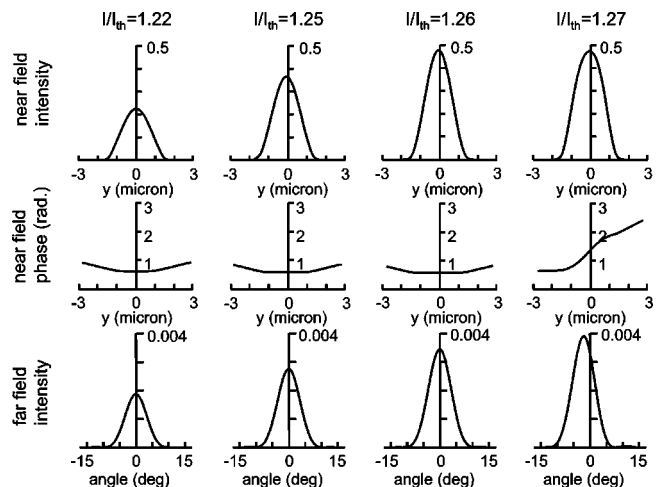 I/Ith=1.22 I/Ith=1.25 I/Ith=1.26 I/Ith=1.27
near field intensity
0.5 0.5 0.5 0.5
-3 0 3 -3 0 3 -3 0 3 -3 0 3
y (micron) y (micron) y (micron) y (micron)
near field phase (rad.)
3 3 3 3
2 2 2 2
1 1 1 1
-3 0 3 -3 0 3 -3 0 3 -3 0 3
y (micron) y (micron) y (micron) y (micron)
far field intensity
0.004 0.004 0.004 0.004
-15 0 15 -15 0 15 -15 0 15 -15 0 15
angle (deg) angle (deg) angle (deg) angle (deg)